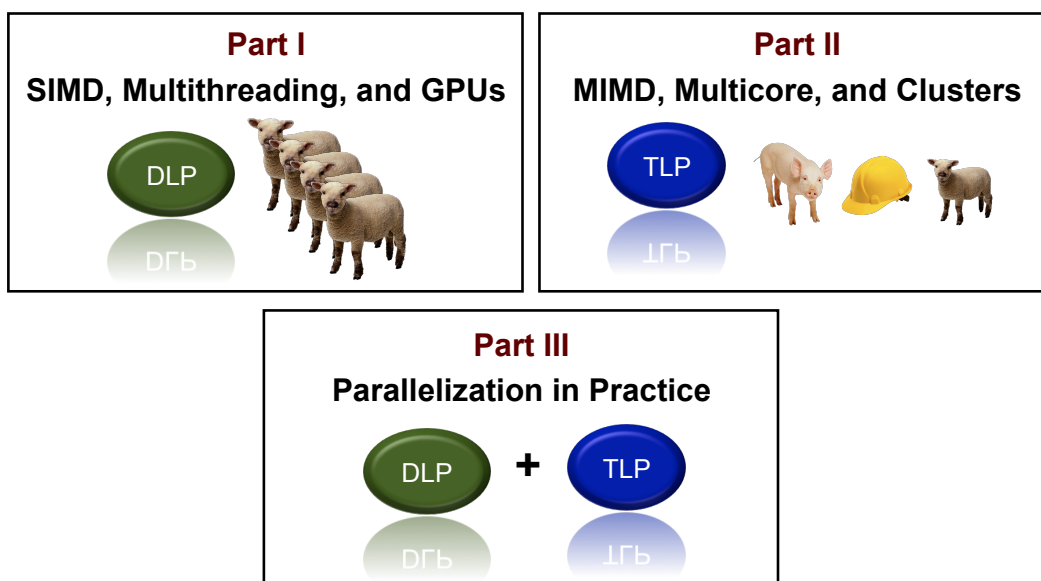 Part I
SIMD, Multithreading, and GPUs
DLP
Part II
MIMD, Multicore, and Clusters
TLP
Part III
Parallelization in Practice
DLP + TLP